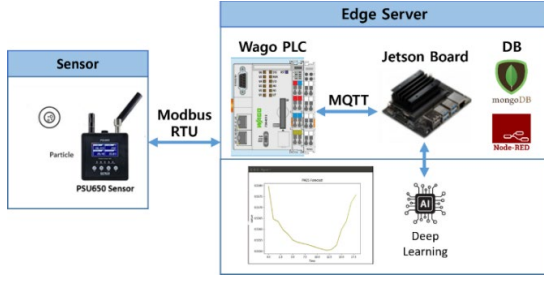 Edge Server
Sensor
Wago PLC
Jetson Board
DB
Modbus
RTU
MQTT
mongoDB
Node-RED
Particle
PSU650 Sensor
AI
Deep
Learning